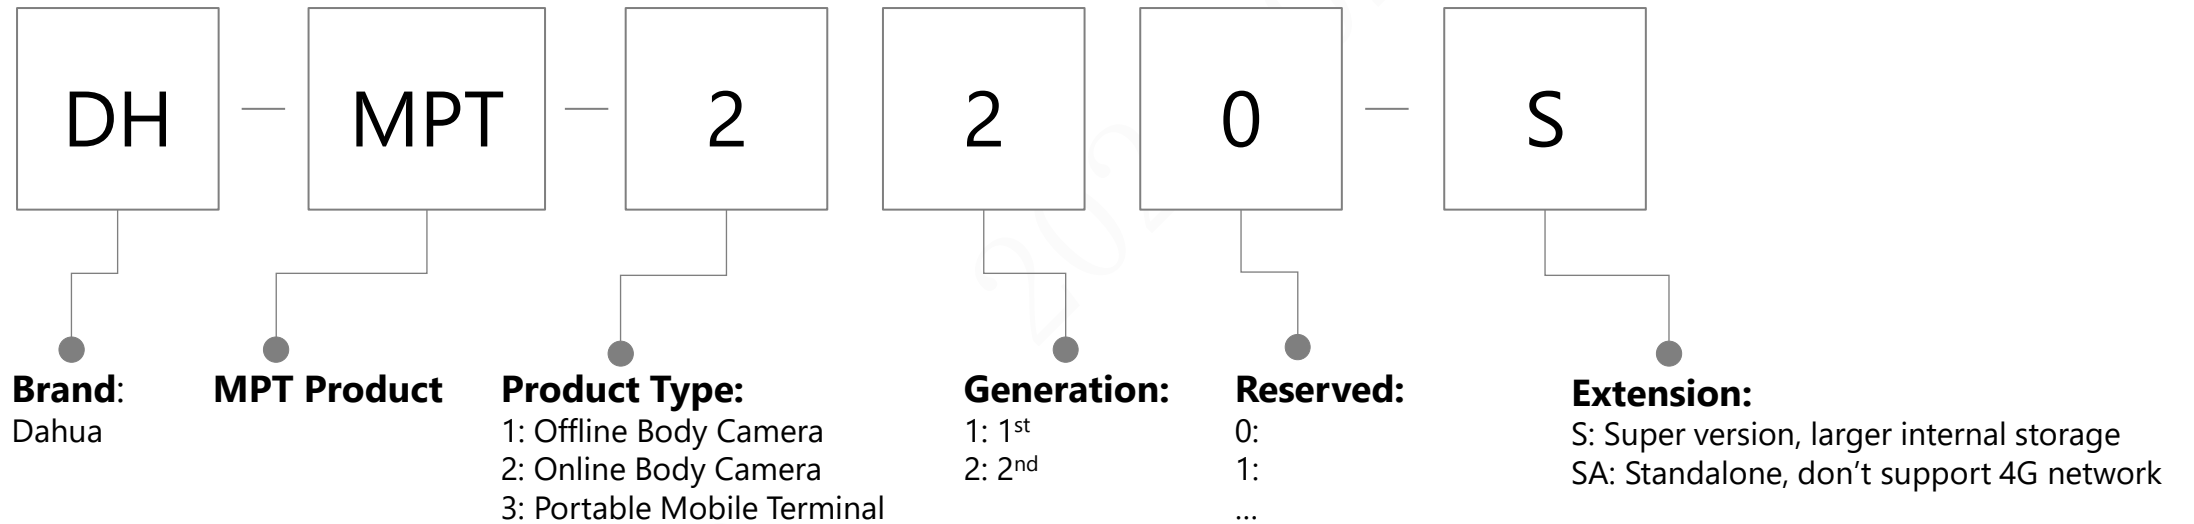 DH — MPT — 2 2 0 — S
Brand:
Dahua
MPT Product
Product Type:
1: Offline Body Camera
2: Online Body Camera
3: Portable Mobile Terminal
Generation:
1: 1st
2: 2nd
Reserved:
0:
1:
...
Extension:
S: Super version, larger internal storage
SA: Standalone, don’t support 4G network